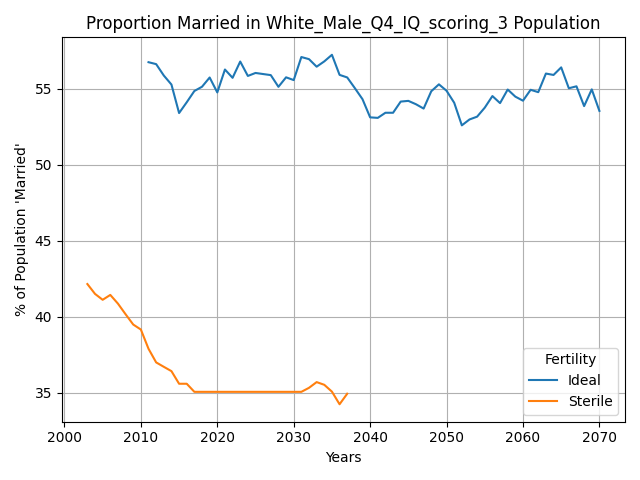 Proportion Married in White_Male_Q4_IQ_scoring_3 Population
% of Population 'Married'
55
50
45
40
35
2000 2010 2020 2030 2040 2050 2060 2070
Years
Fertility
Ideal
Sterile